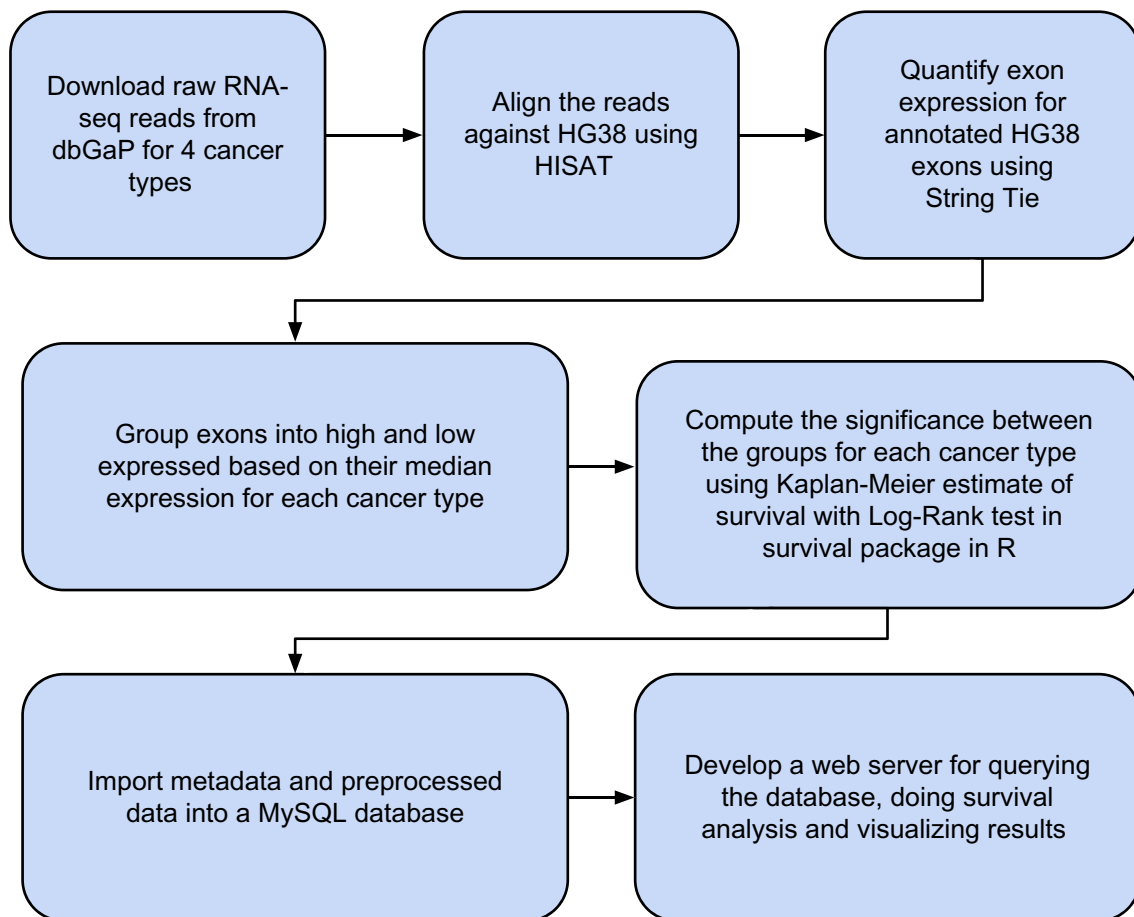 Download raw RNA-
seq reads from
dbGaP for 4 cancer
types
Align the reads
against HG38 using
HISAT
Quantify exon
expression for
annotated HG38
exons using
String Tie
Group exons into high and low
expressed based on their median
expression for each cancer type
Compute the significance between
the groups for each cancer type
using Kaplan-Meier estimate of
survival with Log-Rank test in
survival package in R
Import metadata and preprocessed
data into a MySQL database
Develop a web server for querying
the database, doing survival
analysis and visualizing results